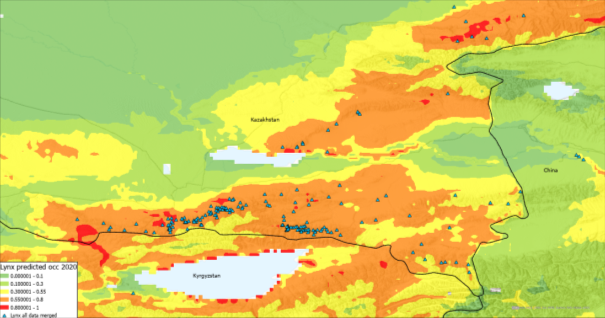 Kazakhstan
China
Kyrgyzstan
Lynx predicted occ 2020
0.000001 - 0.1
0.100001 - 0.3
0.300001 - 0.55
0.550001 - 0.8
0.800001 - 1
Lynx all data merged